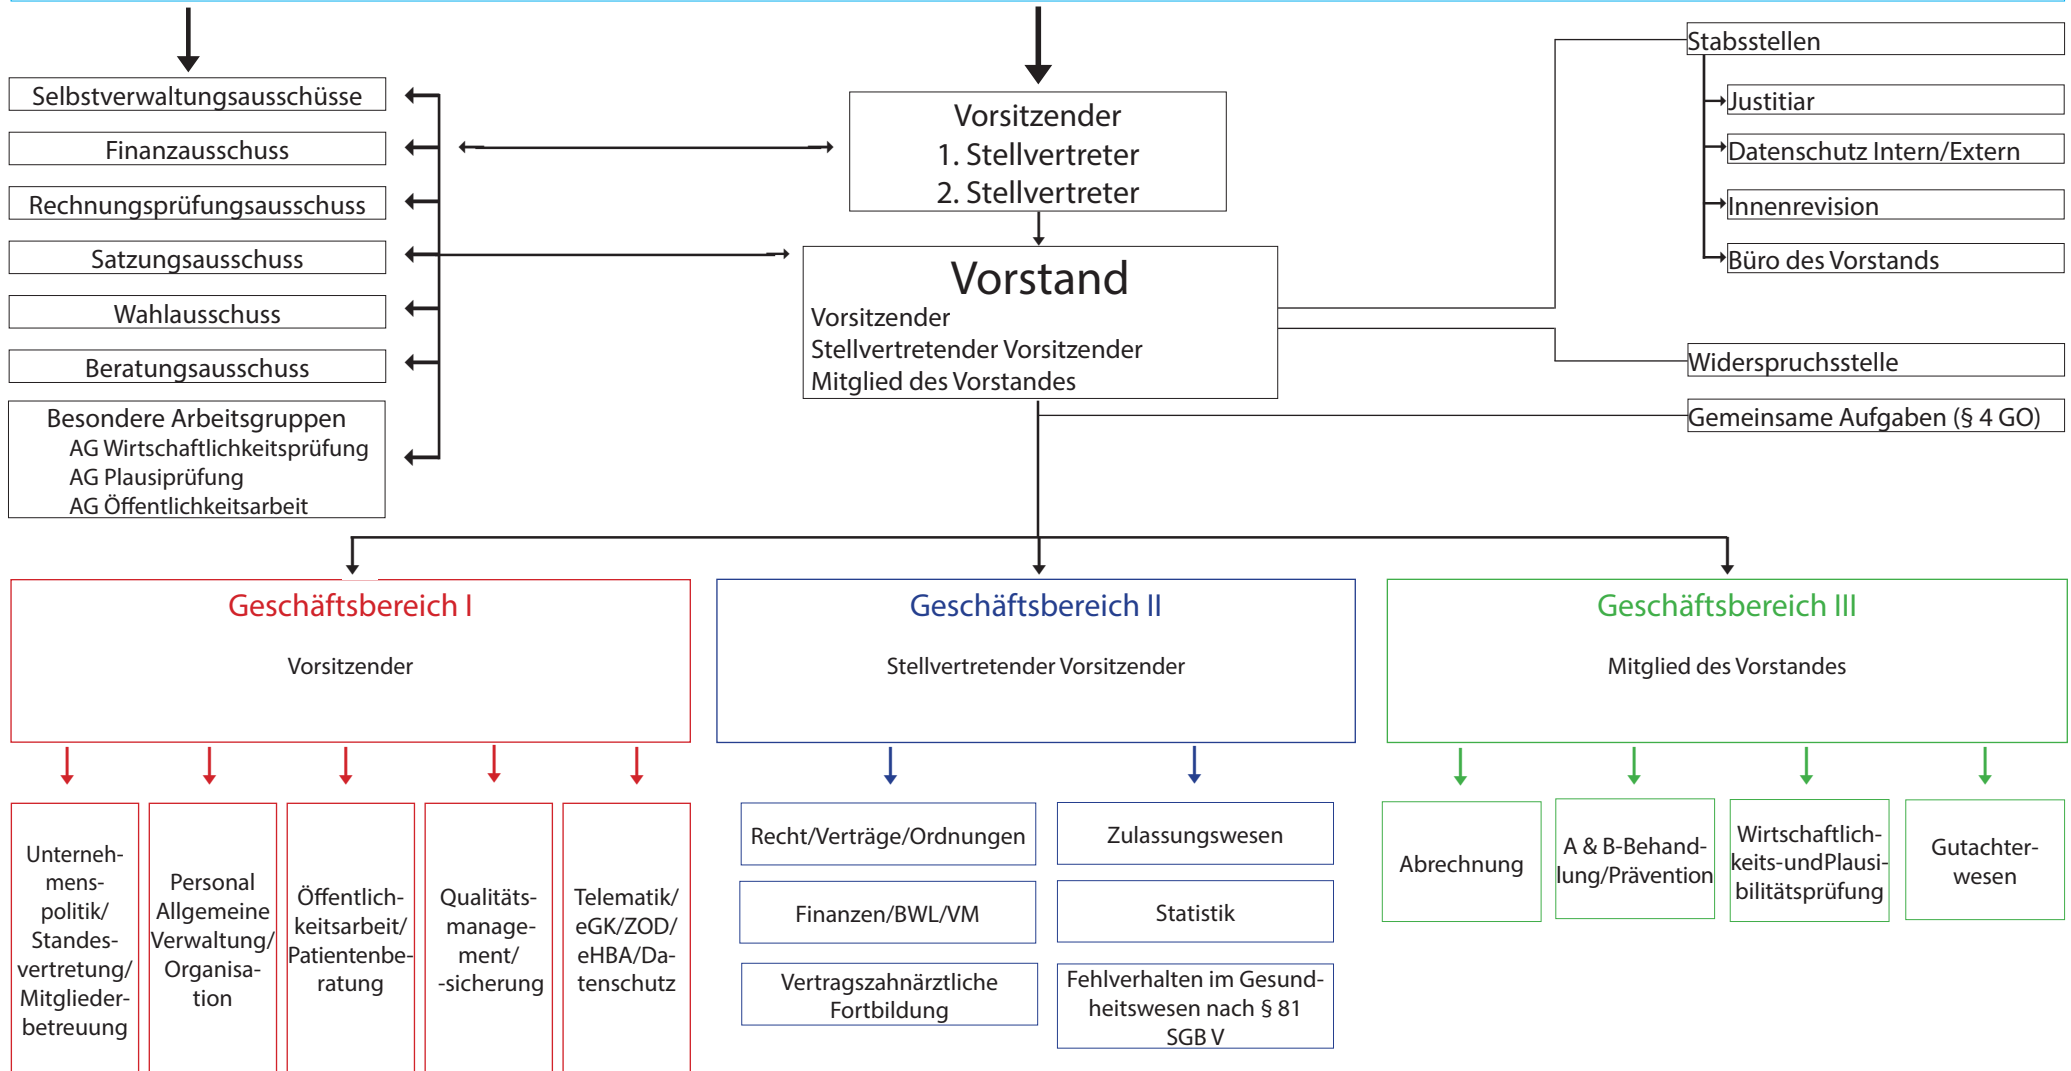 Selbstverwaltungsausschüsse
Finanzausschuss
Rechnungsprüfungsausschuss
Satzungsausschuss
Wahlausschuss
Beratungsausschuss
Besondere Arbeitsgruppen
AG Wirtschaftlichkeitsprüfung
AG Plausiprüfung
AG Öffentlichkeitsarbeit
Vorsitzender
1. Stellvertreter
2. Stellvertreter
Vorstand
Vorsitzender
Stellvertretender Vorsitzender
Mitglied des Vorstandes
Stabsstellen
Justitiar
Datenschutz Intern/Extern
Innenrevision
Büro des Vorstands
Widerspruchsstelle
Gemeinsame Aufgaben (§ 4 GO)
Geschäftsbereich I
Vorsitzender
Unterneh-
mens-
politik/
Standes-
vertretung/
Mitglieder-
betreuung
Personal
Allgemeine
Verwaltung/
Organisa-
tion
Öffentlich-
keitsarbeit/
Patientenbe-
ratung
Qualitäts-
manage-
ment/
-sicherung
Telematik/
eGK/ZOD/
eHBA/Da-
tenschutz
Geschäftsbereich II
Stellvertretender Vorsitzender
Recht/Verträge/Ordnungen
Finanzen/BWL/VM
Vertragszahnärztliche
Fortbildung
Zulassungswesen
Statistik
Fehlverhalten im Gesund-
heitswesen nach § 81
SGB V
Geschäftsbereich III
Mitglied des Vorstandes
Abrechnung
A & B-Behand-
lung/Prävention
Wirtschaftlich-
keits-undPlausi-
bilitätsprüfung
Gutachter-
wesen